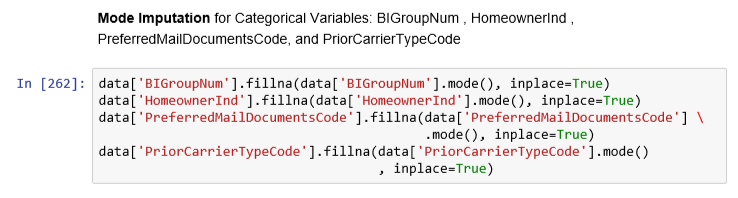 Mode Imputation for Categorical Variables: BIGroupNum , HomeownerInd ,
PreferredMailDocumentsCode, and PriorCarrierTypeCode
In [262]: data['BIGroupNum'].fillna(data['BIGroupNum'].mode(), inplace=True)
data['HomeownerInd'].fillna(data['HomeownerInd'].mode(), inplace=True)
data['PreferredMailDocumentsCode'].fillna(data['PreferredMailDocumentsCode'] \
.mode(), inplace=True)
data['PriorCarrierTypeCode'].fillna(data['PriorCarrierTypeCode'].mode()
, inplace=True)